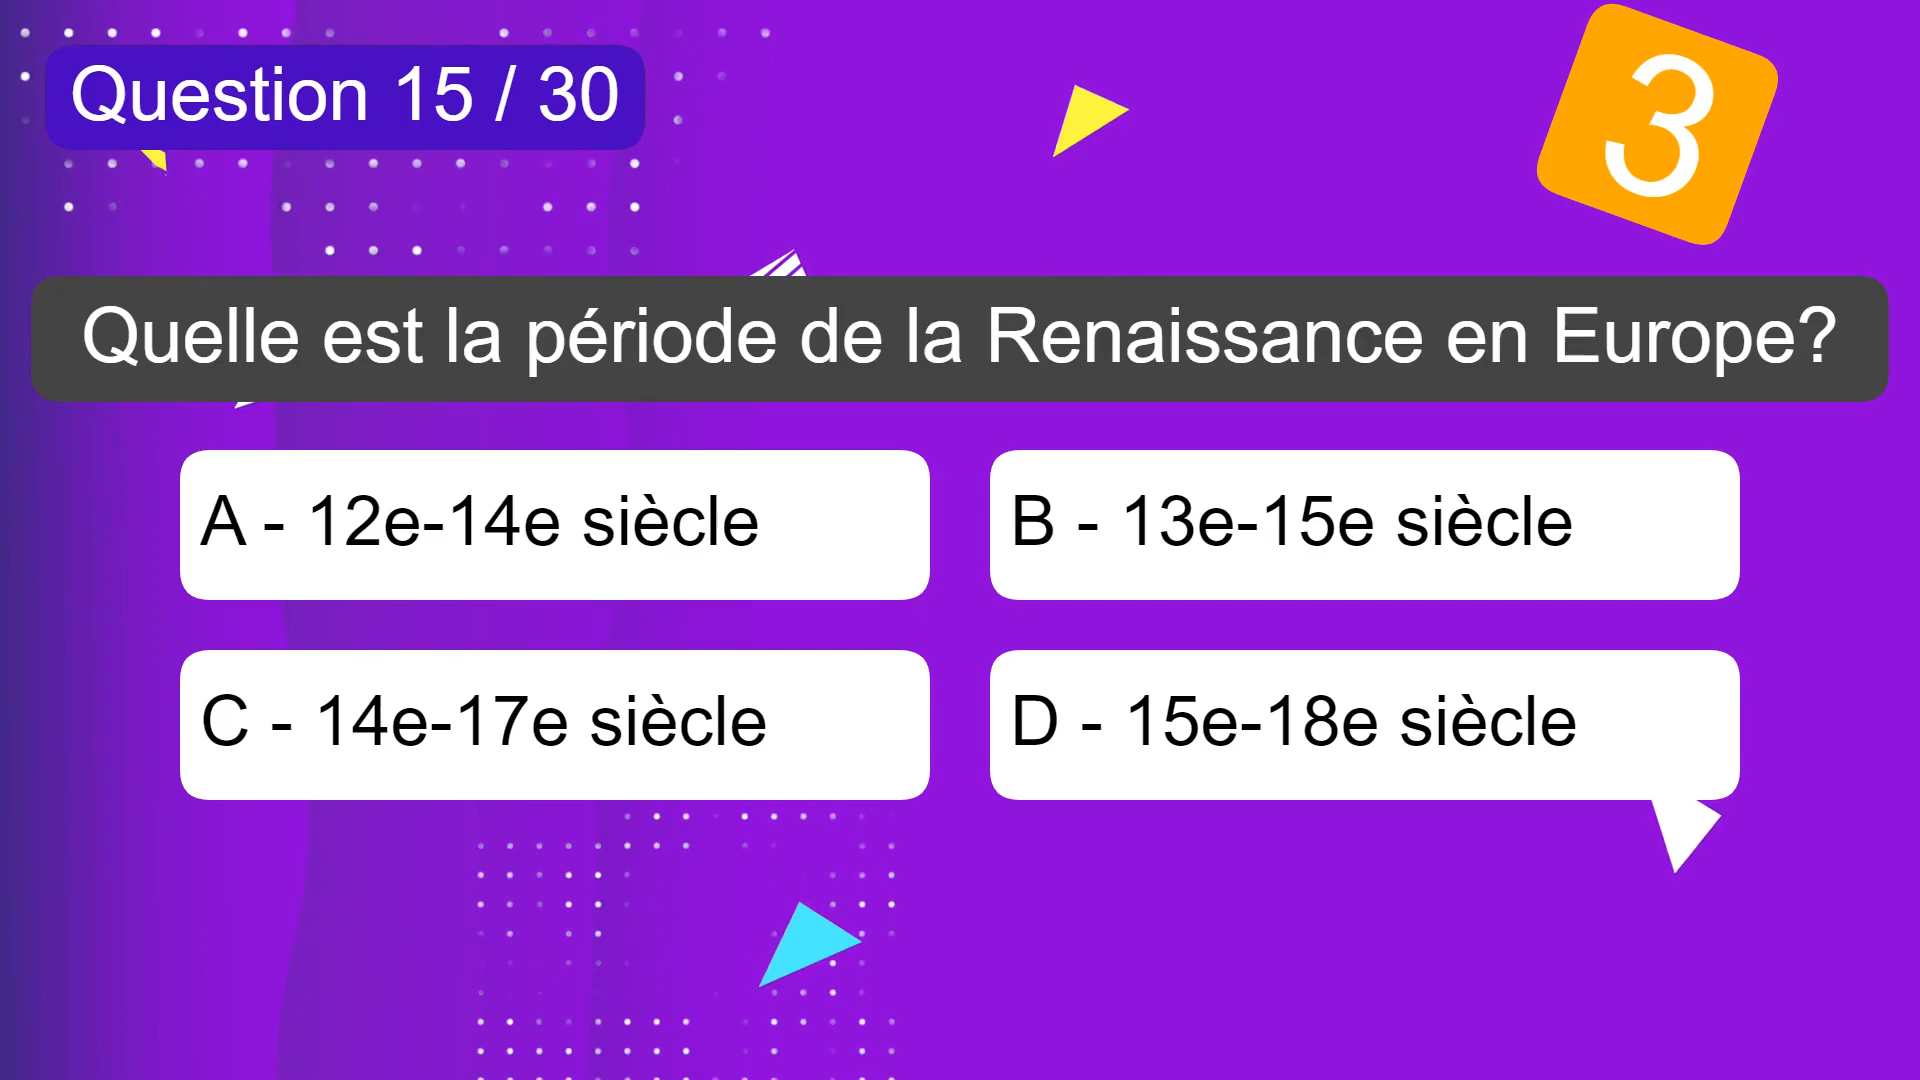 Question 15 / 30
3
Quelle est la période de la Renaissance en Europe?
A - 12e-14e siècle
B - 13e-15e siècle
C - 14e-17e siècle
D - 15e-18e siècle